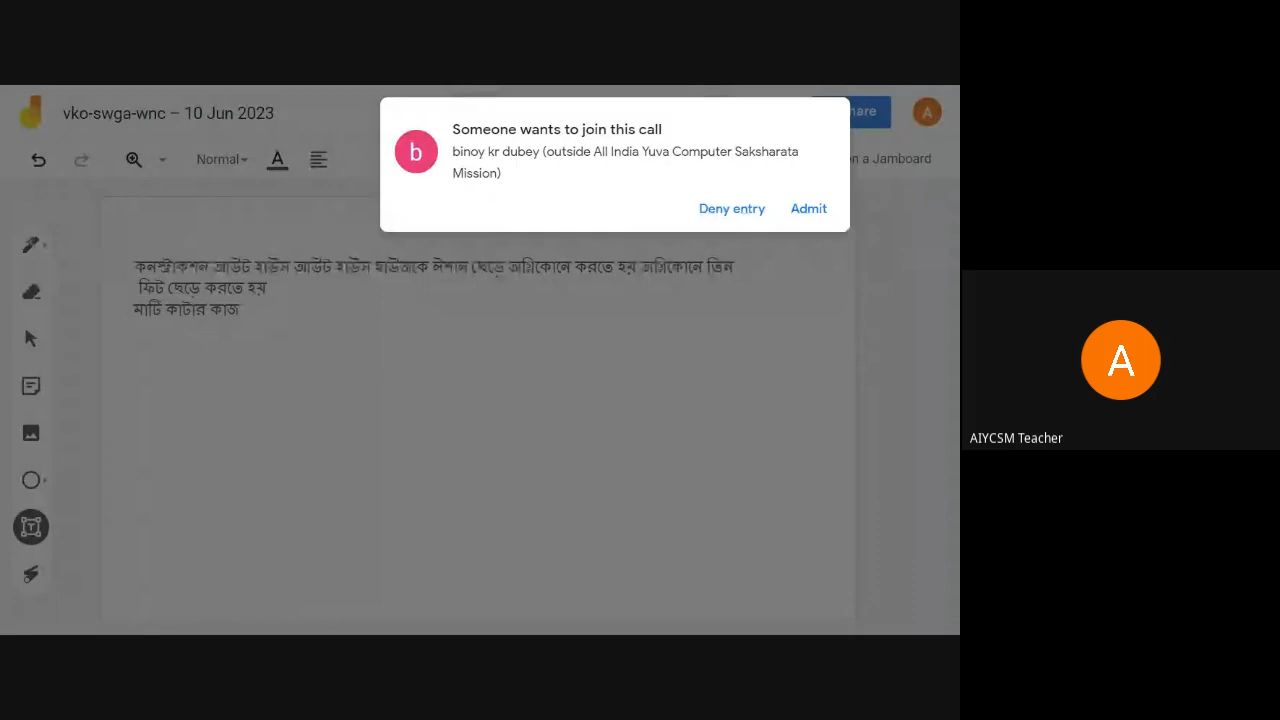 vko-swga-wnc – 10 Jun 2023
Someone wants to join this call
binoy kr dubey (outside All India Yuva Computer Saksharata
Mission)
Deny entry Admit
b
hare
A
Normal
A
n a Jamboard
কনস্ট্রাকশন আউট হাউস আউট হাউস হাউজকে ঈশান ছেড়ে অগ্নিকোনে করতে হয় অগ্নিকোনে তিন
ফিট ছেড়ে করতে হয়
মাটি কাটার কাজ
T
A
AIYCSM Teacher